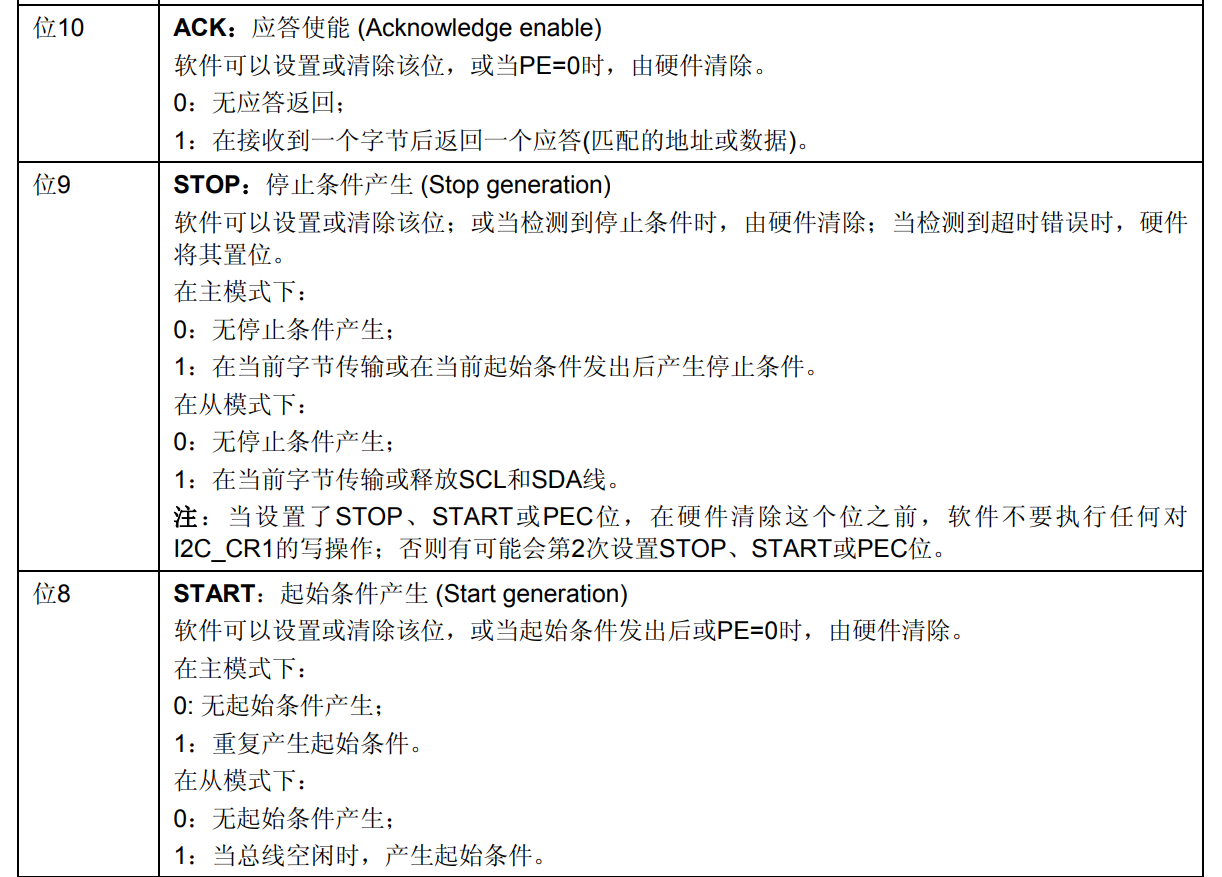 位10
ACK：应答使能 (Acknowledge enable)
软件可以设置或清除该位，或当PE=0时，由硬件清除。
0：无应答返回；
1：在接收到一个字节后返回一个应答(匹配的地址或数据)。
位9
STOP：停止条件产生 (Stop generation)
软件可以设置或清除该位；或当检测到停止条件时，由硬件清除；当检测到超时错误时，硬件
将其置位。
在主模式下：
0：无停止条件产生；
1：在当前字节传输或在当前起始条件发出后产生停止条件。
在从模式下：
0：无停止条件产生；
1：在当前字节传输或释放SCL和SDA线。
注：当设置了STOP、START或PEC位，在硬件清除这个位之前，软件不要执行任何对
I2C_CR1的写操作；否则有可能会第2次设置STOP、START或PEC位。
位8
START：起始条件产生 (Start generation)
软件可以设置或清除该位，或当起始条件发出后或PE=0时，由硬件清除。
在主模式下：
0: 无起始条件产生；
1：重复产生起始条件。
在从模式下：
0：无起始条件产生；
1：当总线空闲时，产生起始条件。